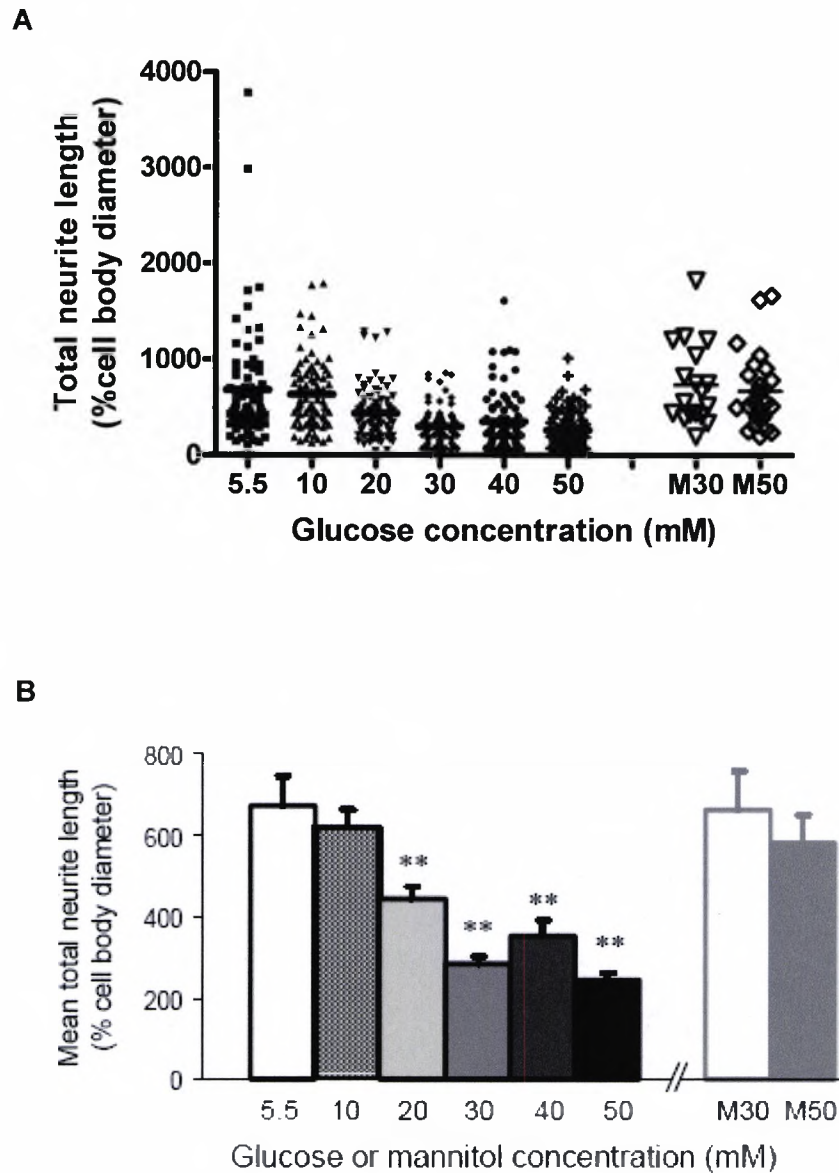 A
Total neurite length
(%cell body diameter)
4000
3000
2000
1000
0
5.5 10 20 30 40 50 M30 M50
Glucose concentration (mM)
B
Mean total neurite length
(% cell body diameter)
800
600
400
200
0
**
**
**
**
//
5.5 10 20 30 40 50 M30 M50
Glucose or mannitol concentration (mM)